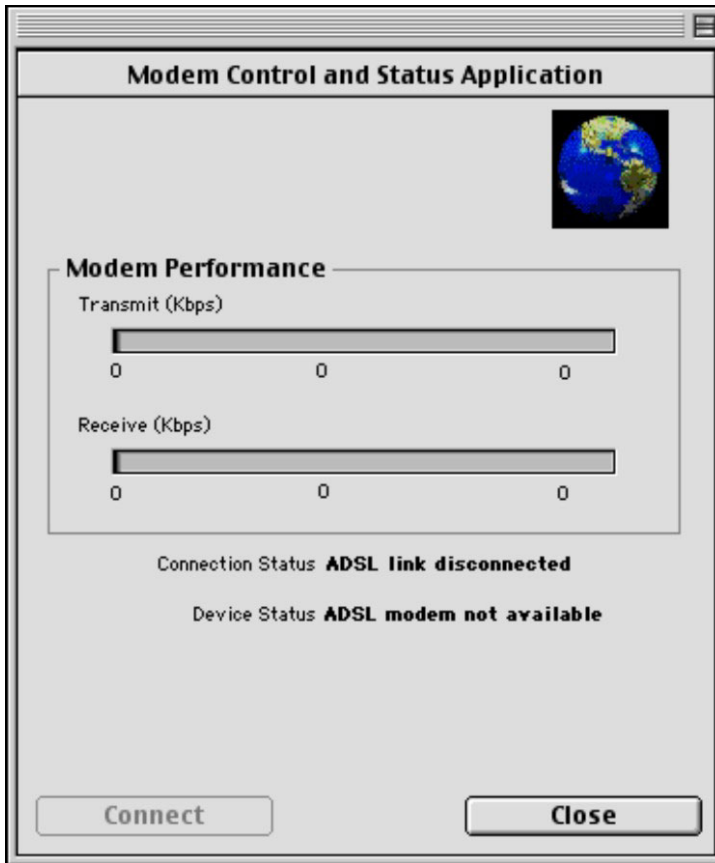 Modem Control and Status Application
Modem Performance
Transmit (Kbps)
0 0 0
Receive (Kbps)
0 0 0
Connection Status ADSL link disconnected
Device Status ADSL modem not available
Connect Close